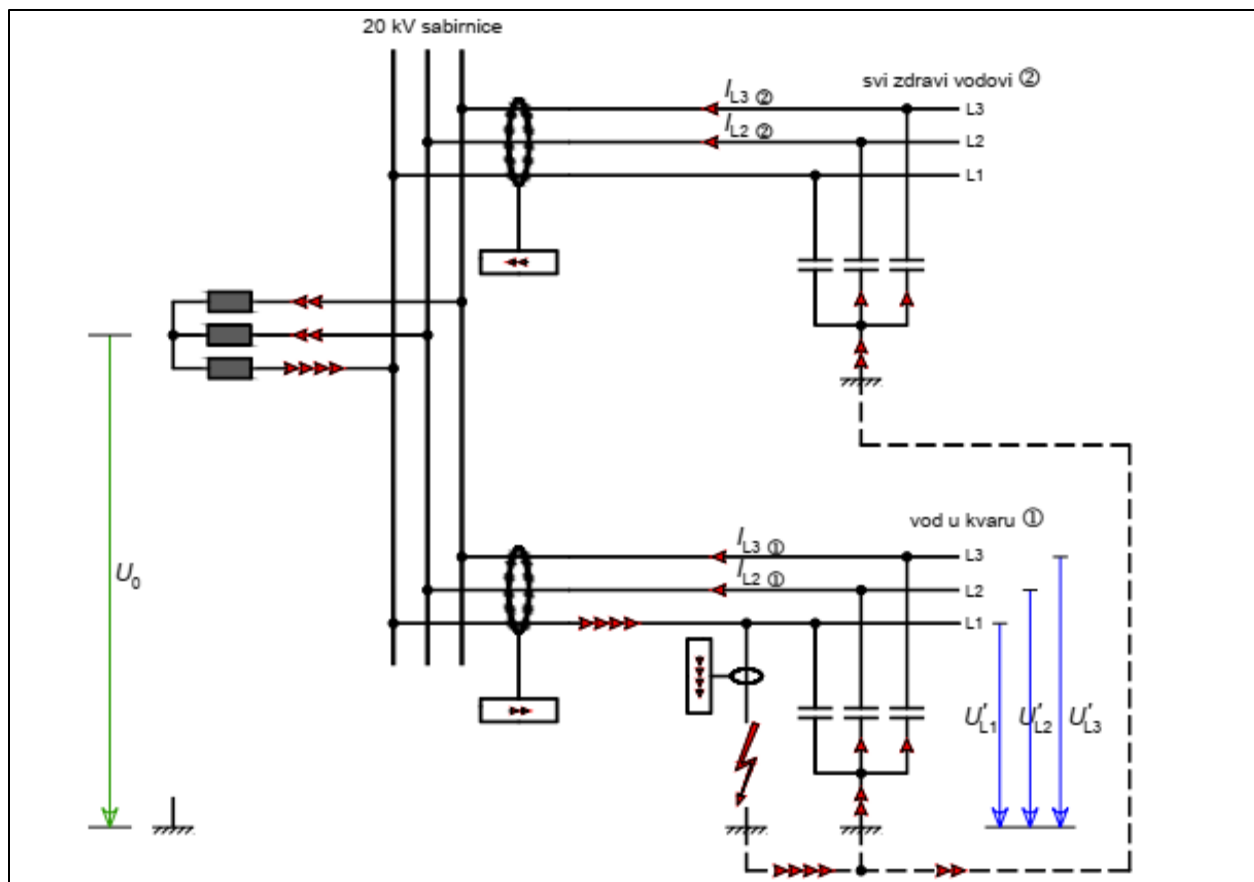 20 kV sabirnice
svi zdravi vodovi ②
I_L3 ②
L3
I_L2 ②
L2
L1
U_0
vod u kvaru ①
I_L3 ①
L3
I_L2 ①
L2
L1
U'_L1
U'_L2
U'_L3